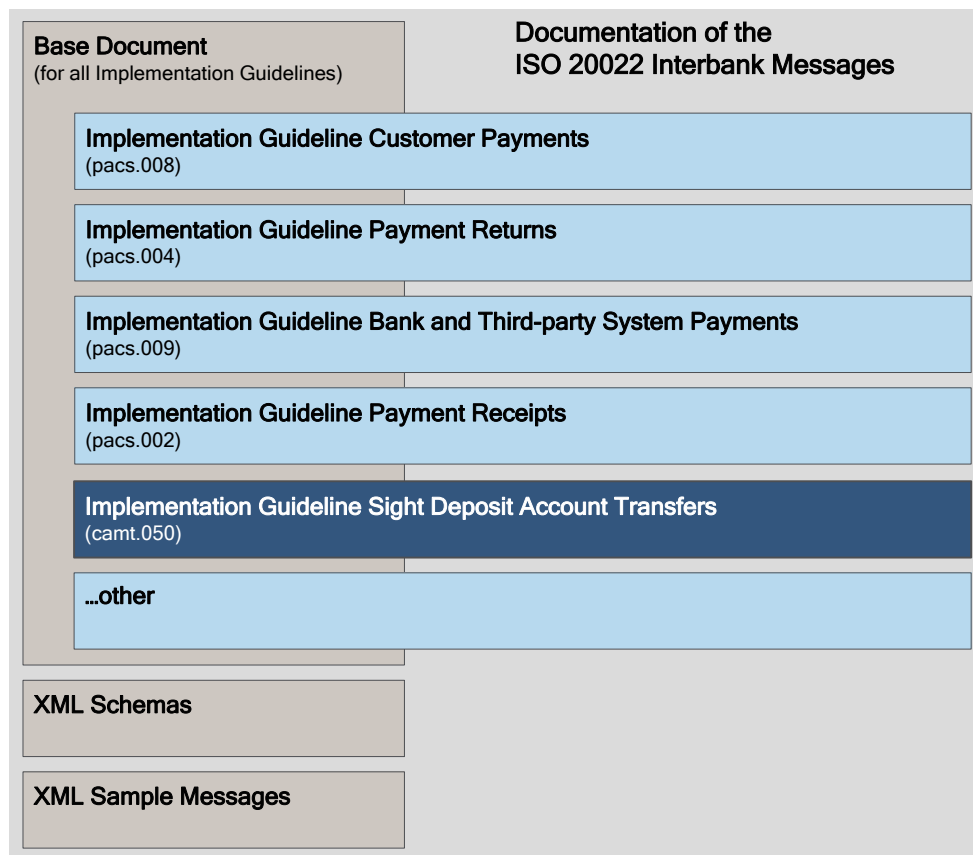 Base Document
(for all Implementation Guidelines)
Documentation of the
ISO 20022 Interbank Messages
Implementation Guideline Customer Payments
(pacs.008)
Implementation Guideline Payment Returns
(pacs.004)
Implementation Guideline Bank and Third-party System Payments
(pacs.009)
Implementation Guideline Payment Receipts
(pacs.002)
Implementation Guideline Sight Deposit Account Transfers
(camt.050)
...other
XML Schemas
XML Sample Messages